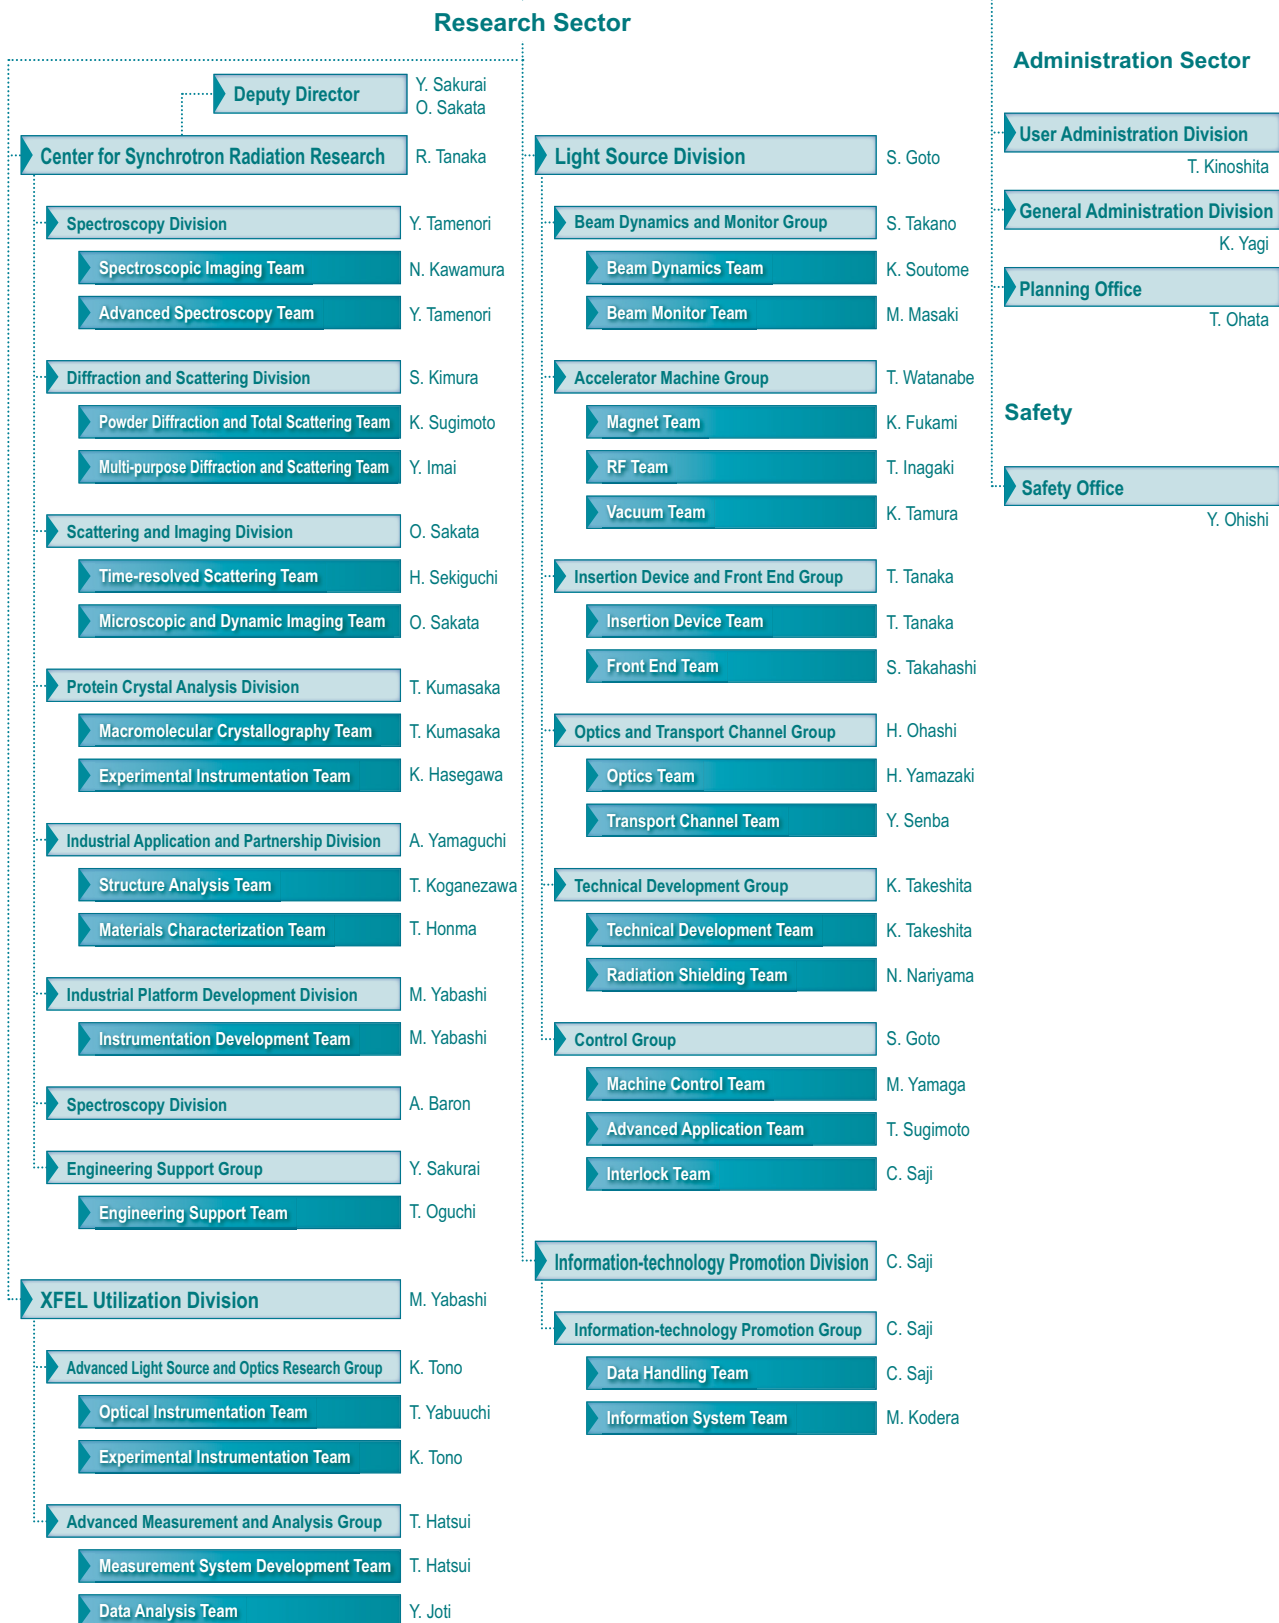 Research Sector
Deputy Director
Y. Sakurai
O. Sakata
Center for Synchrotron Radiation Research
R. Tanaka
Spectroscopy Division
Y. Tamenori
Spectroscopic Imaging Team
N. Kawamura
Advanced Spectroscopy Team
Y. Tamenori
Diffraction and Scattering Division
S. Kimura
Powder Diffraction and Total Scattering Team
K. Sugimoto
Multi-purpose Diffraction and Scattering Team
Y. Imai
Scattering and Imaging Division
O. Sakata
Time-resolved Scattering Team
H. Sekiguchi
Microscopic and Dynamic Imaging Team
O. Sakata
Protein Crystal Analysis Division
T. Kumasaka
Macromolecular Crystallography Team
T. Kumasaka
Experimental Instrumentation Team
K. Hasegawa
Industrial Application and Partnership Division
A. Yamaguchi
Structure Analysis Team
T. Koganezawa
Materials Characterization Team
T. Honma
Industrial Platform Development Division
M. Yabashi
Instrumentation Development Team
M. Yabashi
Spectroscopy Division
A. Baron
Engineering Support Group
Y. Sakurai
Engineering Support Team
T. Oguchi
XFEL Utilization Division
M. Yabashi
Advanced Light Source and Optics Research Group
K. Tono
Optical Instrumentation Team
T. Yabuuchi
Experimental Instrumentation Team
K. Tono
Advanced Measurement and Analysis Group
T. Hatsui
Measurement System Development Team
T. Hatsui
Data Analysis Team
Y. Joti
Light Source Division
S. Goto
Beam Dynamics and Monitor Group
S. Takano
Beam Dynamics Team
K. Soutome
Beam Monitor Team
M. Masaki
Accelerator Machine Group
T. Watanabe
Magnet Team
K. Fukami
RF Team
T. Inagaki
Vacuum Team
K. Tamura
Insertion Device and Front End Group
T. Tanaka
Insertion Device Team
T. Tanaka
Front End Team
S. Takahashi
Optics and Transport Channel Group
H. Ohashi
Optics Team
H. Yamazaki
Transport Channel Team
Y. Senba
Technical Development Group
K. Takeshita
Technical Development Team
K. Takeshita
Radiation Shielding Team
N. Nariyama
Control Group
S. Goto
Machine Control Team
M. Yamaga
Advanced Application Team
T. Sugimoto
Interlock Team
C. Saji
Information-technology Promotion Division
C. Saji
Information-technology Promotion Group
C. Saji
Data Handling Team
C. Saji
Information System Team
M. Kodera
Administration Sector
User Administration Division
T. Kinoshita
General Administration Division
K. Yagi
Planning Office
T. Ohata
Safety
Safety Office
Y. Ohishi